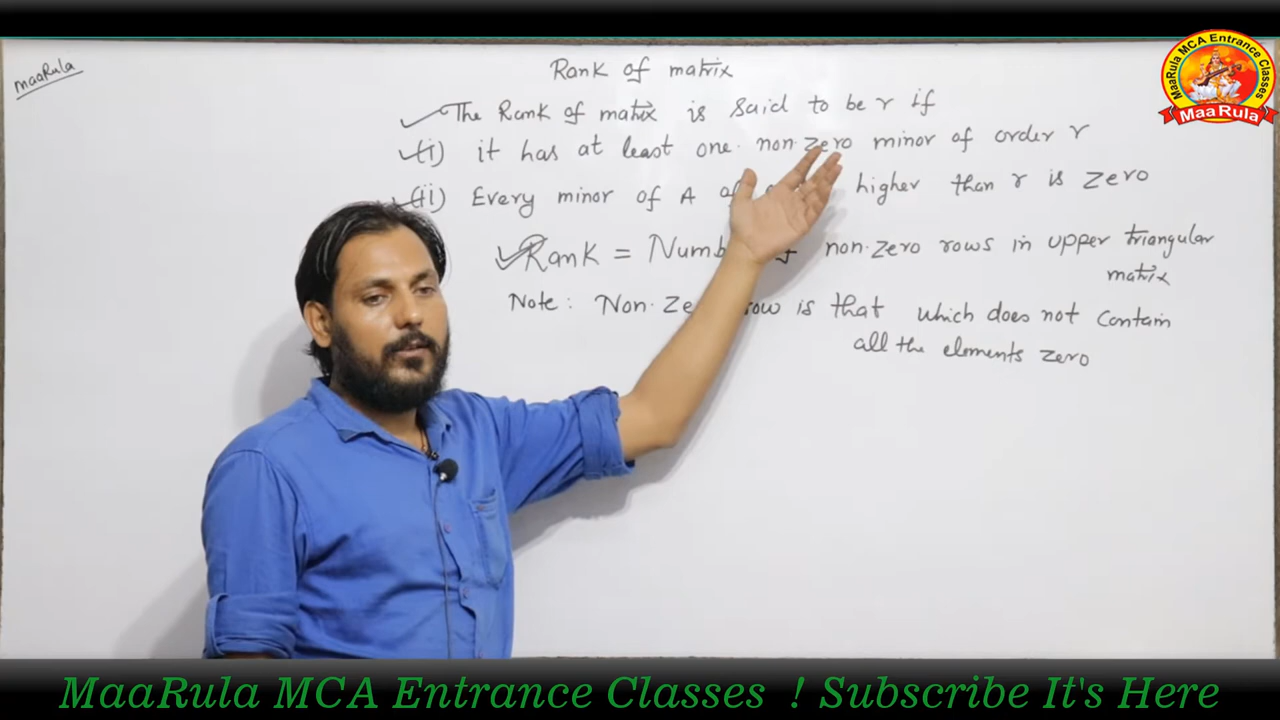 maaRula
Rank of matrix
The Rank of matrix is said to be r if
(i) it has at least one non-zero minor of order r
(ii) Every minor of A of higher than r is zero
Rank = Numb non-zero rows in upper triangular
matrix
Note: Non-Ze row is that which does not contain
all the elements zero
MaaRula MCA Entrance Classes
MaaRula
MaaRula MCA Entrance Classes ! Subscribe It's Here